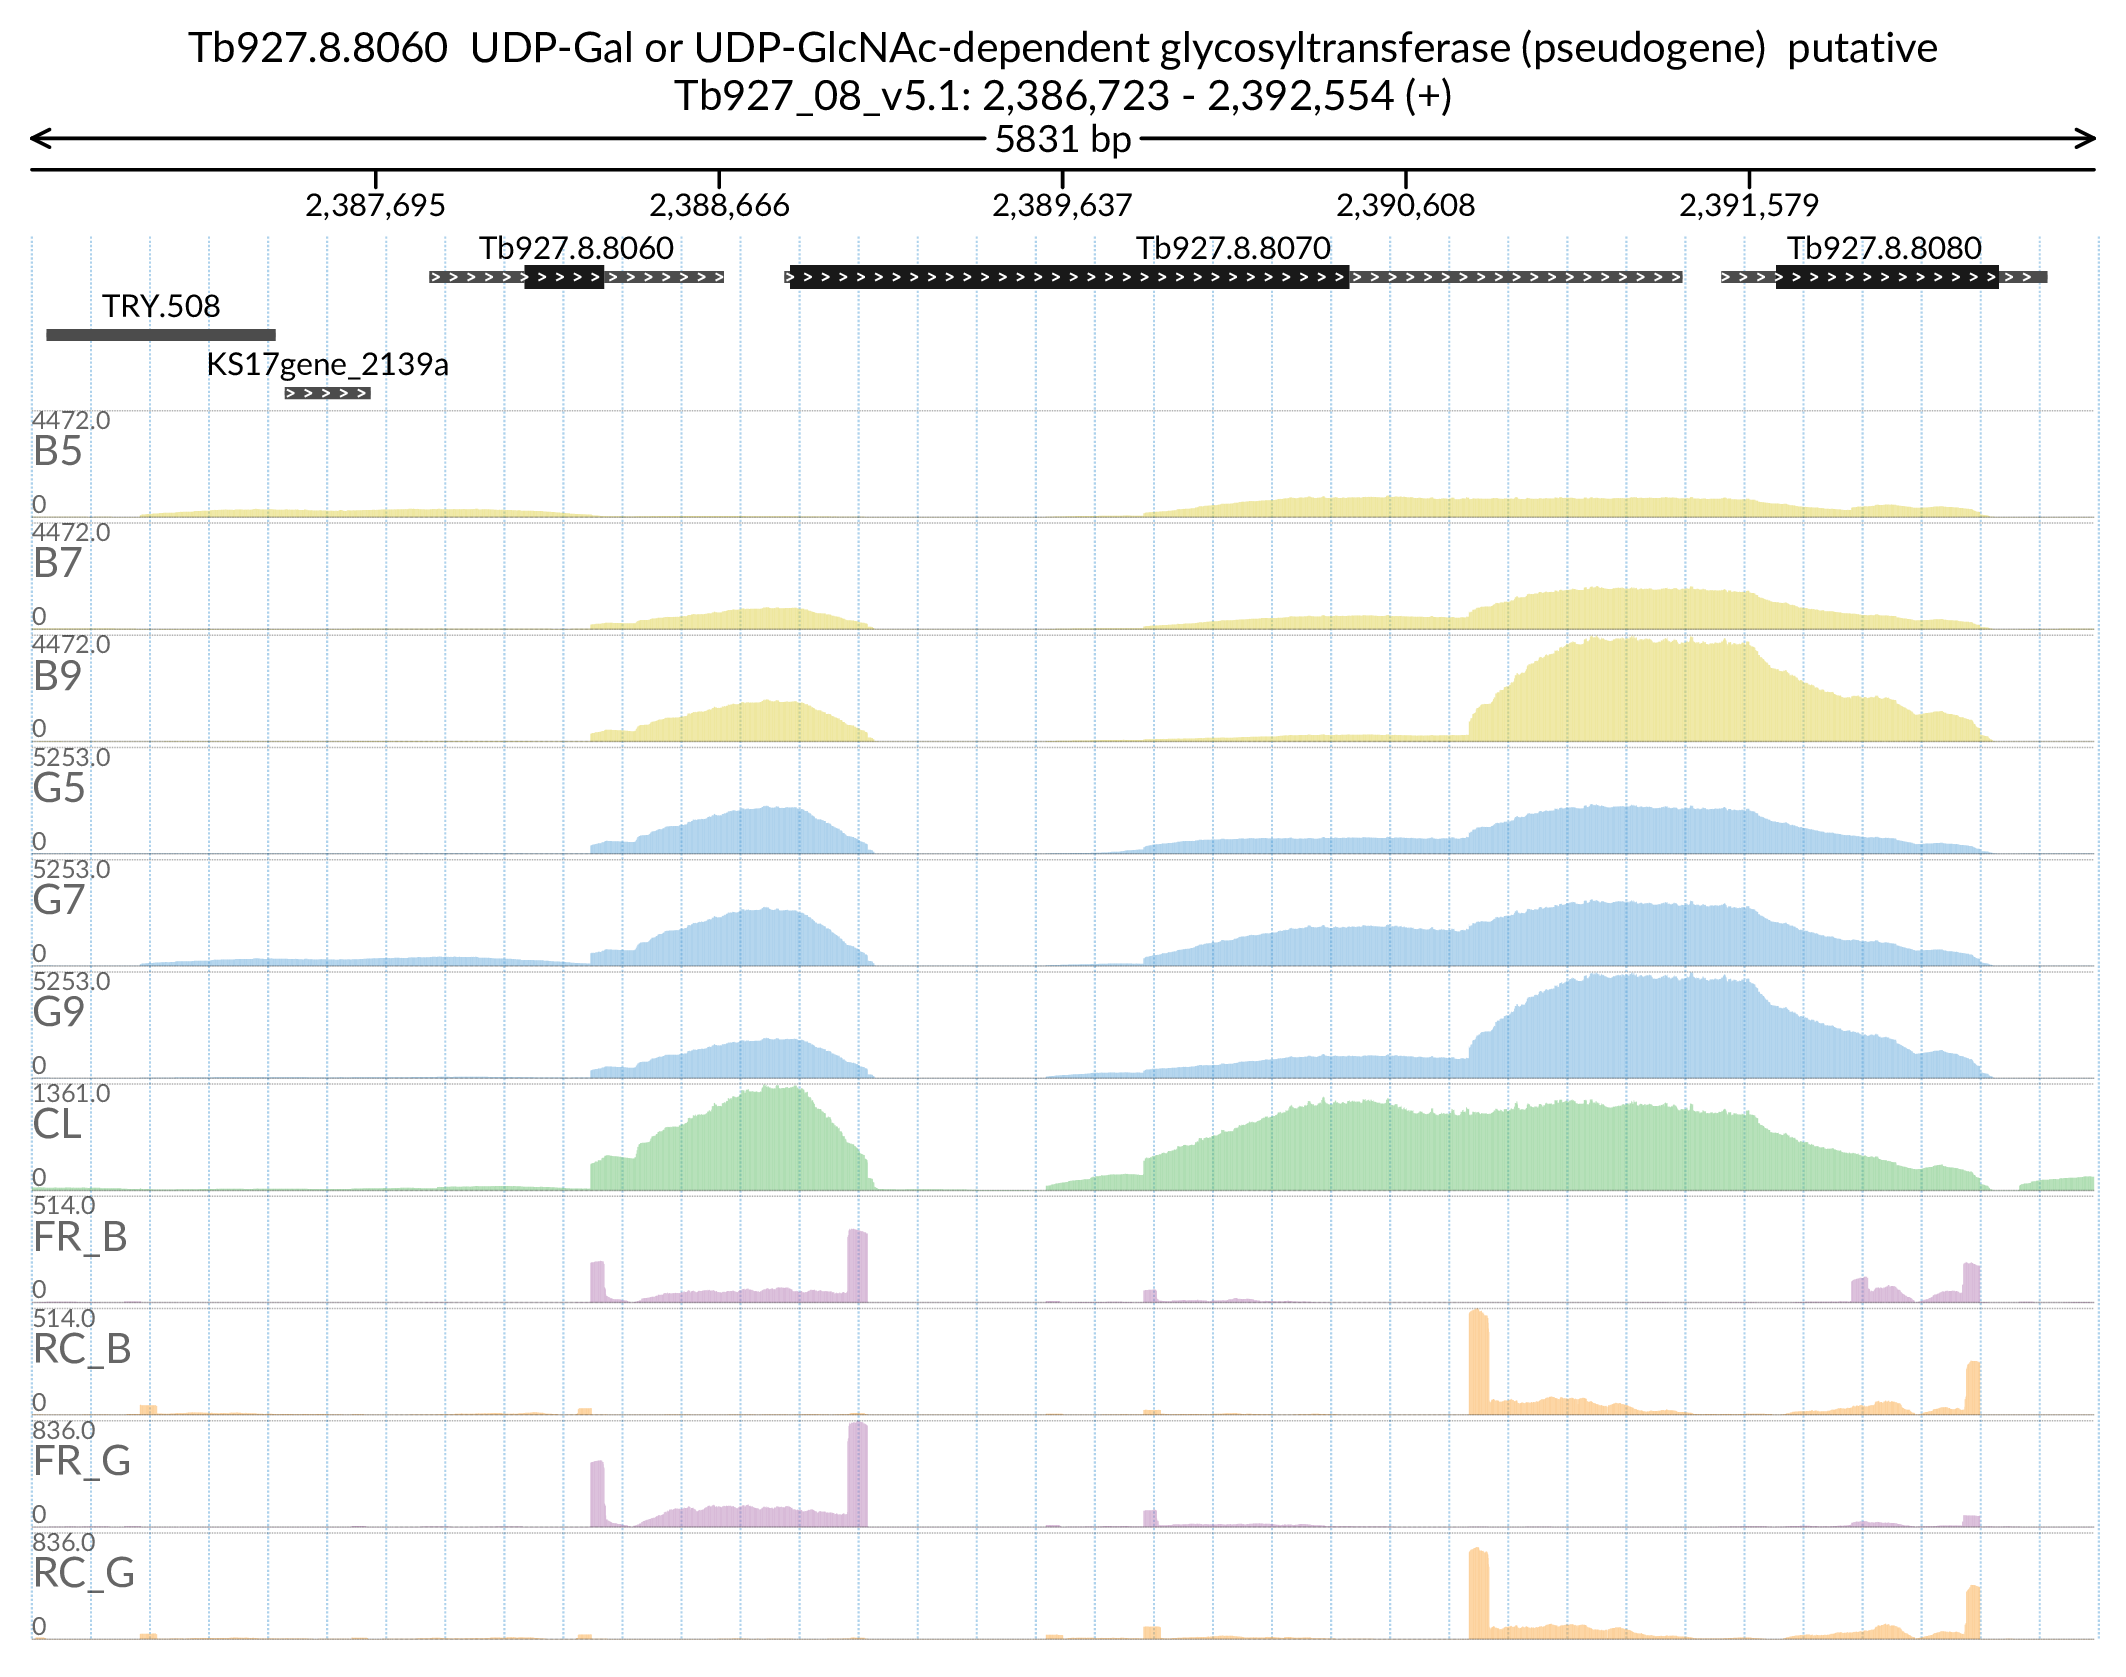 Tb927.8.8060 UDP-Gal or UDP-GlcNAc-dependent glycosyltransferase (pseudogene) putative
Tb927_08_v5.1: 2,386,723 - 2,392,554 (+)
5831 bp
2,387,695 2,388,666 2,389,637 2,390,608 2,391,579
Tb927.8.8060 Tb927.8.8070 Tb927.8.8080
TRY.508
KS17gene_2139a
4472.0
B5
0
4472.0
B7
0
4472.0
B9
0
5253.0
G5
0
5253.0
G7
0
5253.0
G9
0
1361.0
CL
0
514.0
FR_B
0
514.0
RC_B
0
836.0
FR_G
0
836.0
RC_G
0